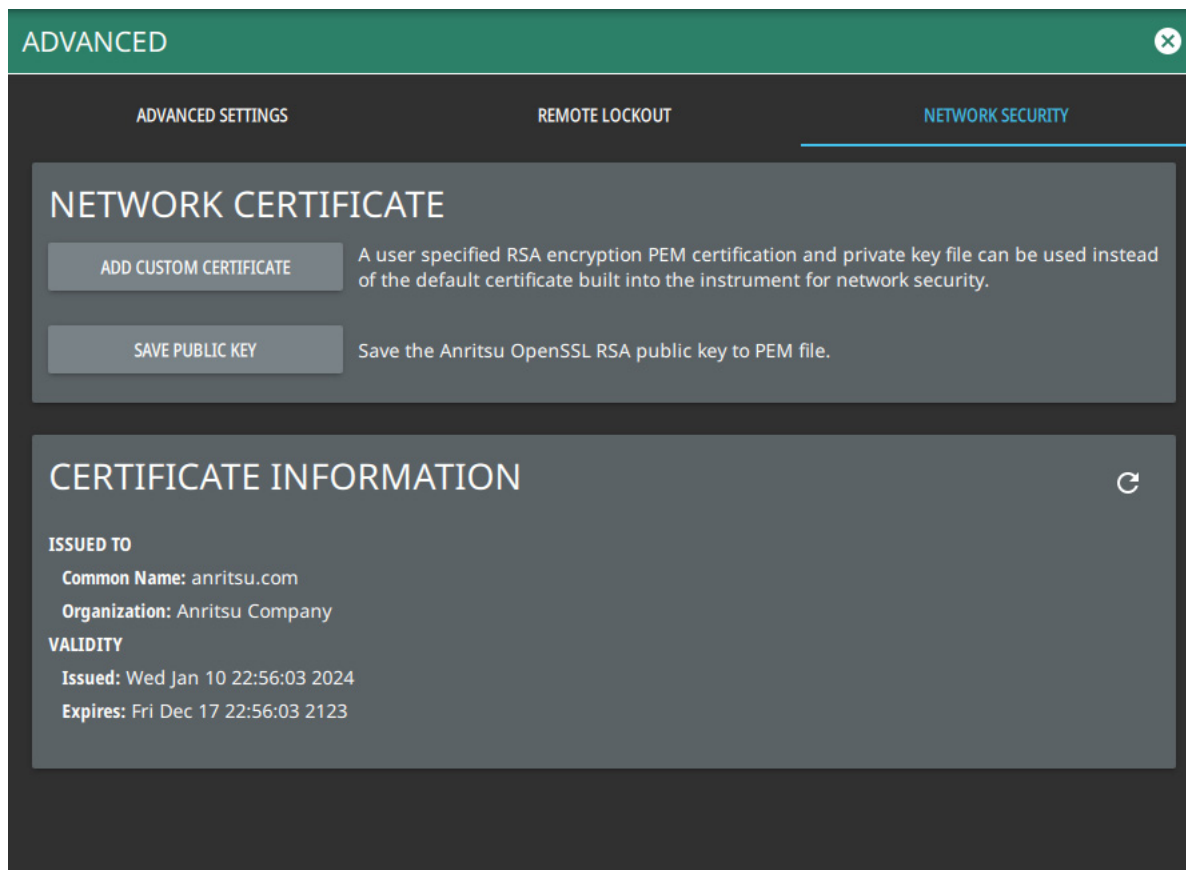 ADVANCED
ADVANCED SETTINGS
REMOTE LOCKOUT
NETWORK SECURITY
NETWORK CERTIFICATE
ADD CUSTOM CERTIFICATE
A user specified RSA encryption PEM certification and private key file can be used instead
of the default certificate built into the instrument for network security.
SAVE PUBLIC KEY
Save the Anritsu OpenSSL RSA public key to PEM file.
CERTIFICATE INFORMATION
ISSUED TO
Common Name: anritsu.com
Organization: Anritsu Company
VALIDITY
Issued: Wed Jan 10 22:56:03 2024
Expires: Fri Dec 17 22:56:03 2123